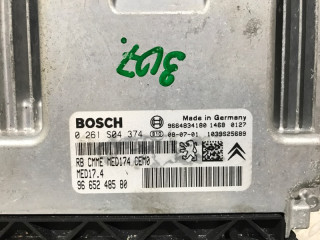 307
BOSCH
Made in Germany
0 261 S04 374
9664834180 1468 0127
08-07-01 1039S25689
RB CMME MED174 OEM0
MED17.4
96 652 485 80